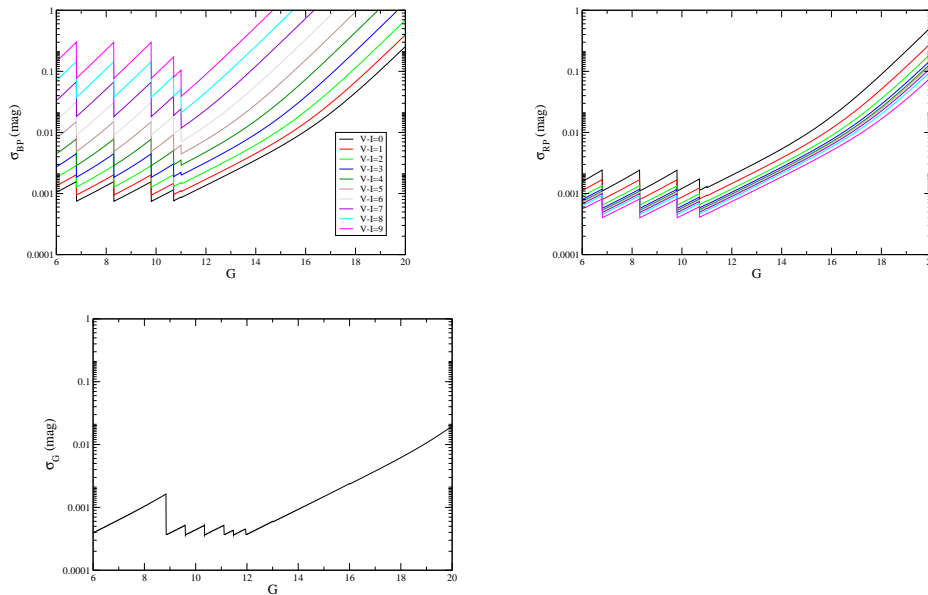 1
0.1
0.01
0.001
0.0001
σBP (mag)
6 8 10 12 14 16 18 20
G
V-I=0
V-I=1
V-I=2
V-I=3
V-I=4
V-I=5
V-I=6
V-I=7
V-I=8
V-I=9
1
0.1
0.01
0.001
0.0001
σRP (mag)
6 8 10 12 14 16 18 2
G
1
0.1
0.01
0.001
0.0001
σG (mag)
6 8 10 12 14 16 18 20
G